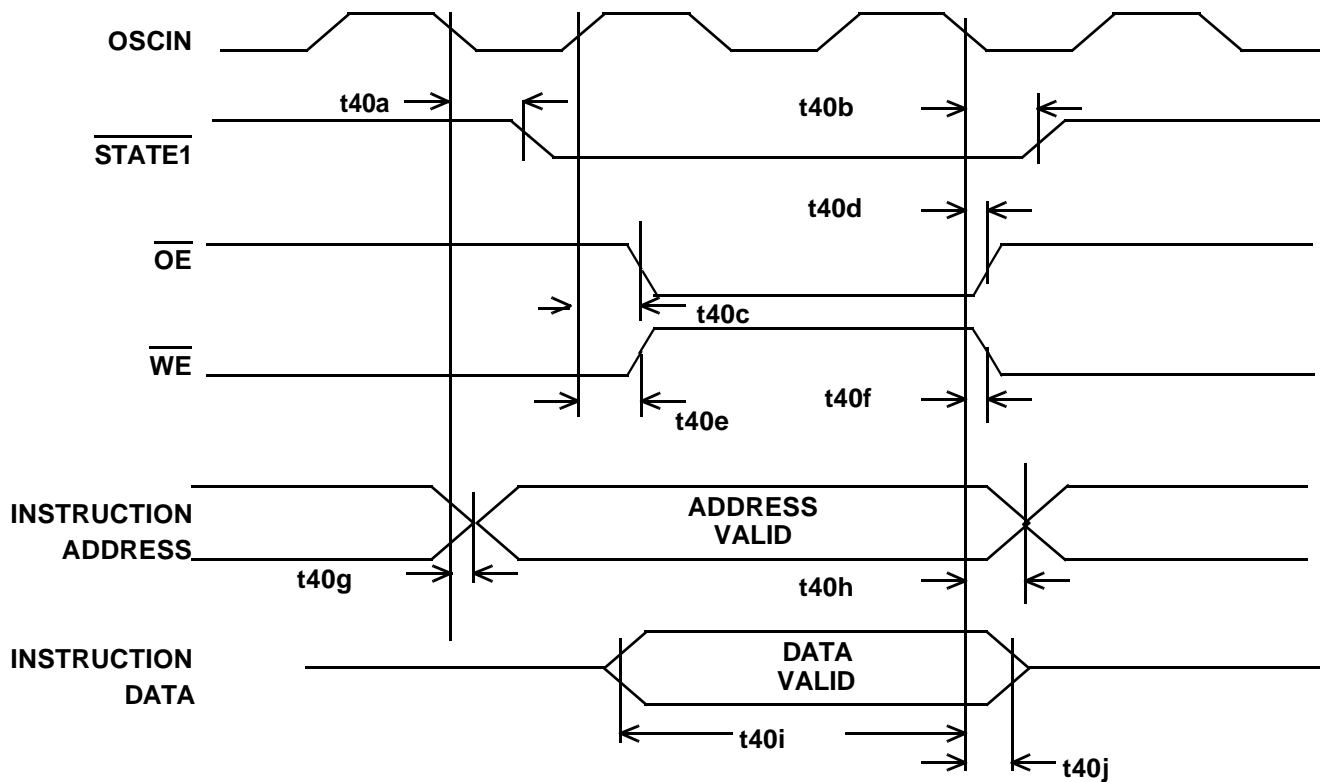 OSCIN
t40a
t40b
STATE1
t40d
OE
t40c
WE
t40e
t40f
INSTRUCTION
ADDRESS
ADDRESS
VALID
t40g
t40h
INSTRUCTION
DATA
DATA
VALID
t40i
t40j